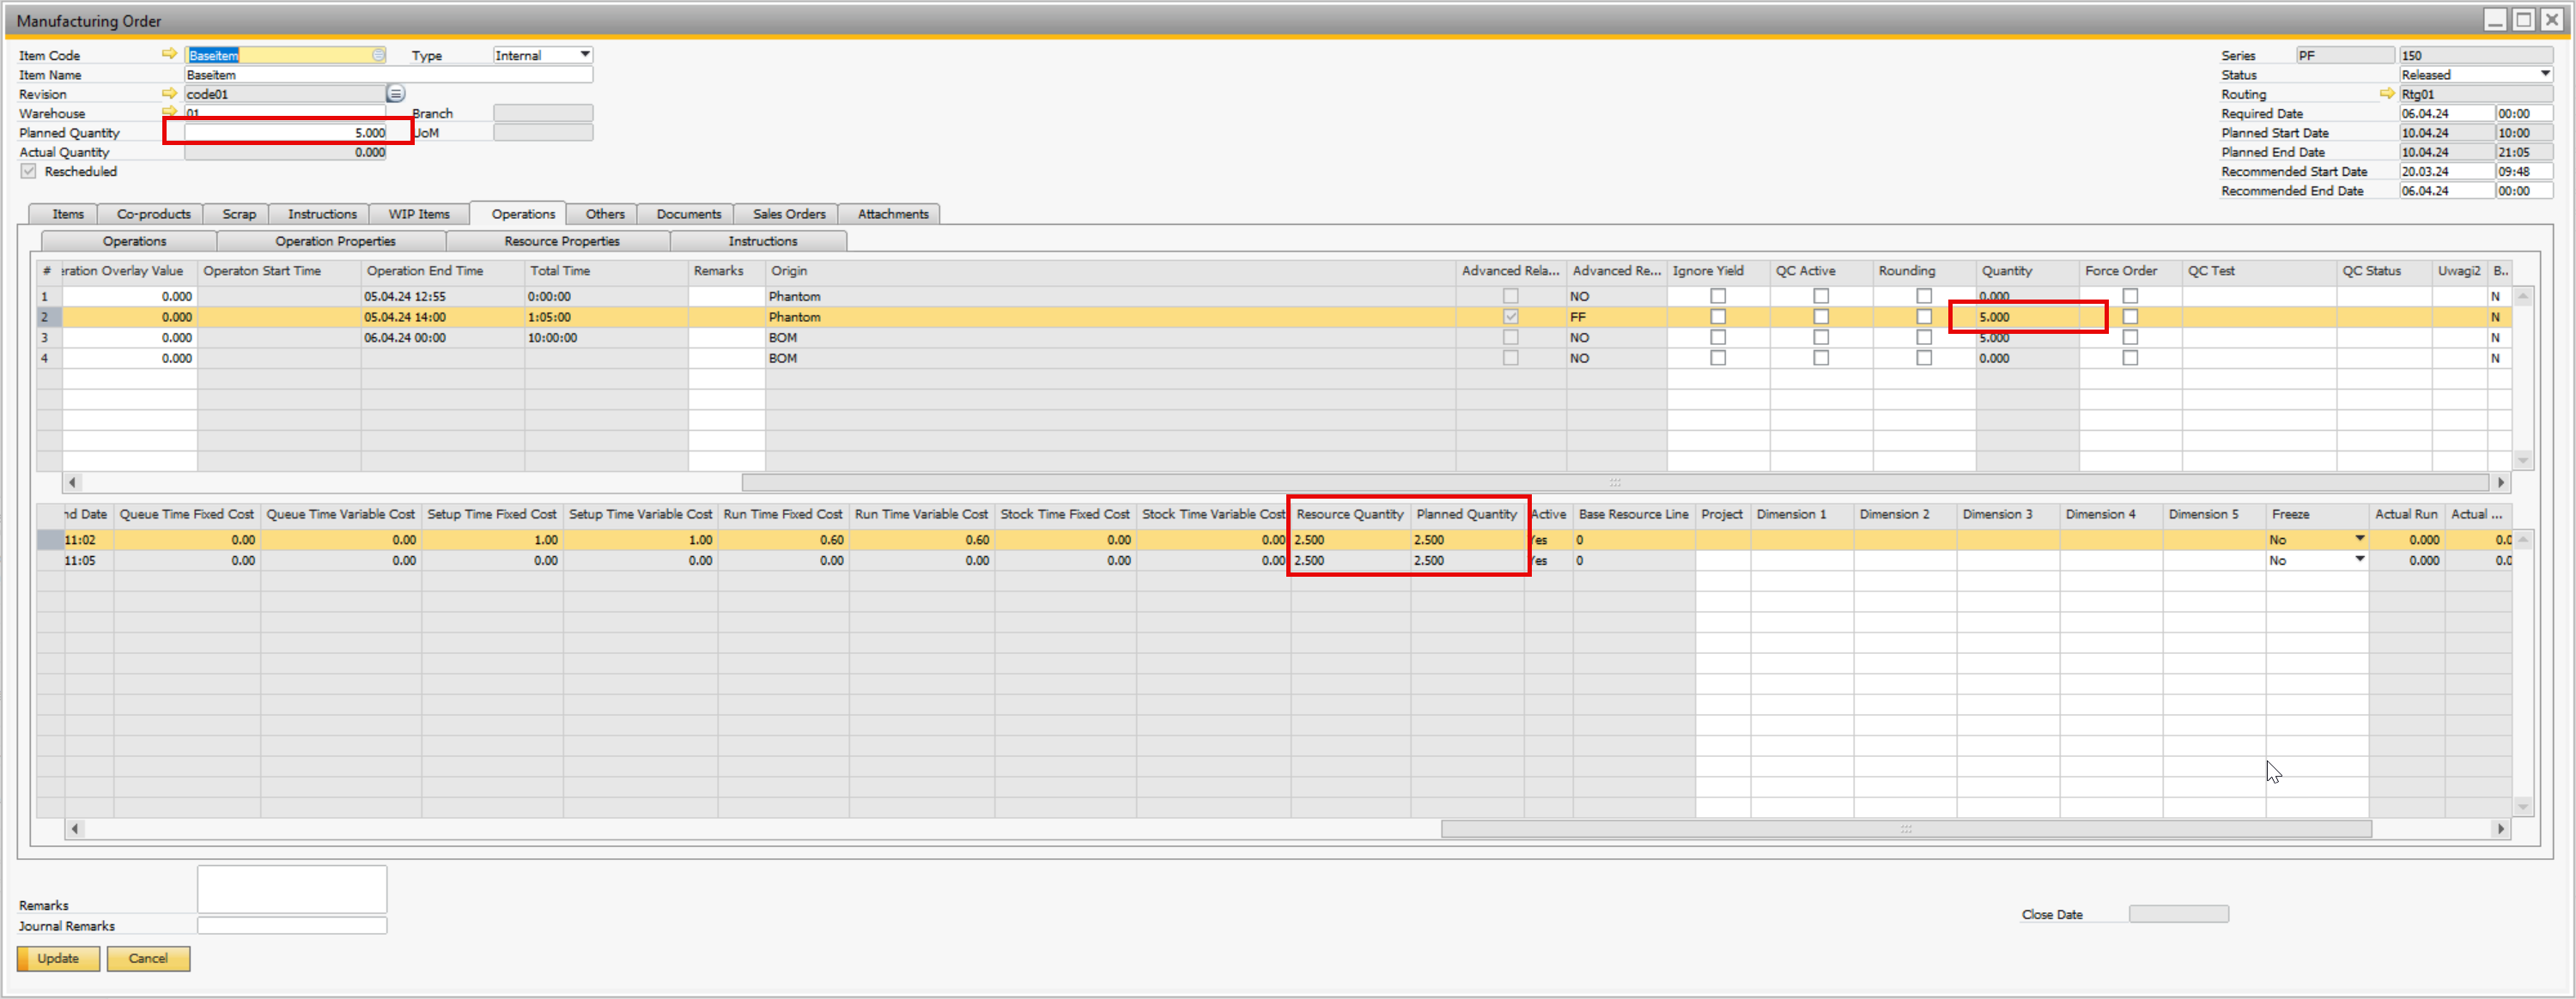 Manufacturing Order
Item Code Baseitem Type Internal Series PF 150
Item Name Baseitem Status Released
Revision code01 Routing Rtg01
Warehouse 01 Branch Required Date 06.04.24 00:00
Planned Quantity 5.000 UoM Planned Start Date 10.04.24 10:00
Actual Quantity 0.000 Planned End Date 10.04.24 21:05
Rescheduled Recommended Start Date 20.03.24 09:48
Recommended End Date 06.04.24 00:00
Items Co-products Scrap Instructions WIP Items Operations Others Documents Sales Orders Attachments
Operations Operation Properties Resource Properties Instructions
# eration Overlay Value Operaton Start Time Operation End Time Total Time Remarks Origin Advanced Rela... Advanced Re... Ignore Yield QC Active Rounding Quantity Force Order QC Test QC Status Uwagi2 B..
1 0.000 05.04.24 12:55 0:00:00 Phantom NO 0.000 N
2 0.000 05.04.24 14:00 1:05:00 Phantom FF 5.000 N
3 0.000 06.04.24 00:00 10:00:00 BOM NO 5.000 N
4 0.000 BOM NO 0.000 N
nd Date Queue Time Fixed Cost Queue Time Variable Cost Setup Time Fixed Cost Setup Time Variable Cost Run Time Fixed Cost Run Time Variable Cost Stock Time Fixed Cost Stock Time Variable Cost Resource Quantity Planned Quantity Active Base Resource Line Project Dimension 1 Dimension 2 Dimension 3 Dimension 4 Dimension 5 Freeze Actual Run Actual ...
11:02 0.00 0.00 1.00 1.00 0.60 0.60 0.00 0.00 2.500 2.500 Yes 0 No 0.000 0.0
11:05 0.00 0.00 0.00 0.00 0.00 0.00 0.00 0.00 2.500 2.500 Yes 0 No 0.000 0.0
Remarks
Journal Remarks
Close Date
Update Cancel